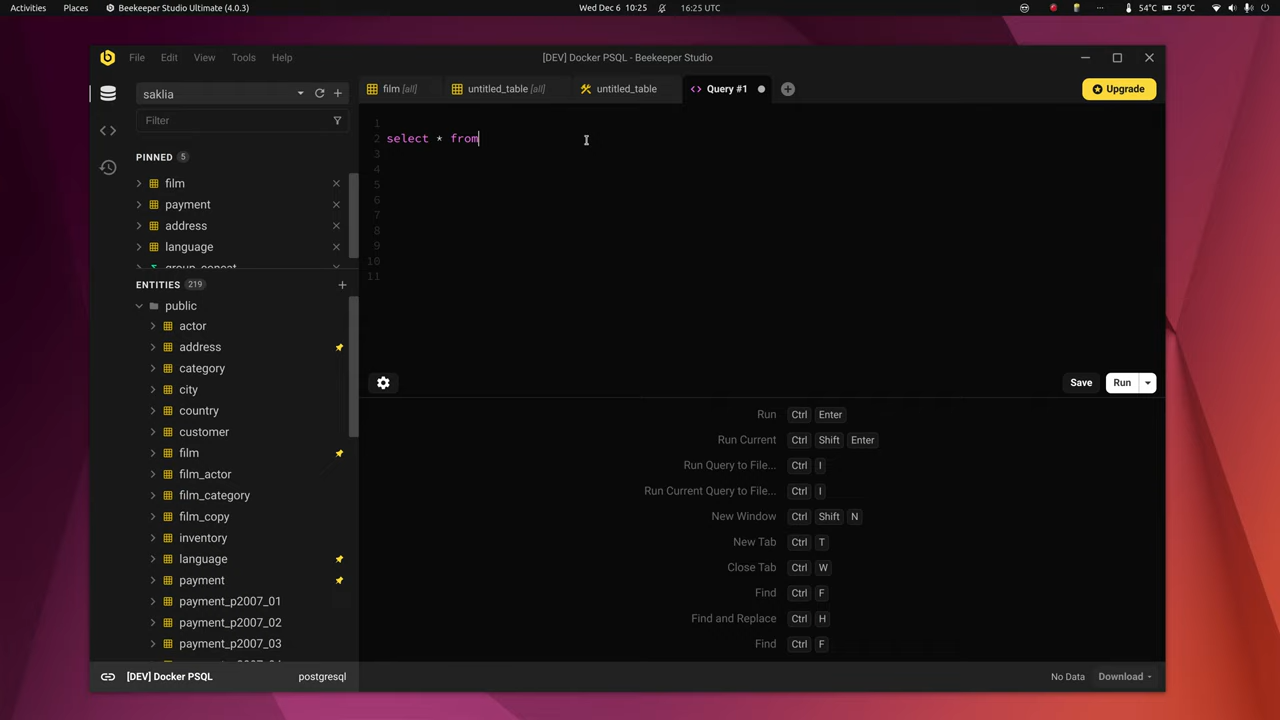 Activities Places Beekeeper Studio Ultimate (4.0.3) Wed Dec 6 10:25 16:25 UTC 54°C 59°C
File Edit View Tools Help [DEV] Docker PSQL - Beekeeper Studio
saklia
film [all] untitled_table [all] untitled_table Query #1 Upgrade
Filter
PINNED 5
film
payment
address
language
group_concat
ENTITIES 219
public
actor
address
category
city
country
customer
film
film_actor
film_category
film_copy
inventory
language
payment
payment_p2007_01
payment_p2007_02
payment_p2007_03
1
2 select * from
3
4
5
6
7
8
9
10
11
Save Run
Run Ctrl Enter
Run Current Ctrl Shift Enter
Run Query to File... Ctrl I
Run Current Query to File... Ctrl I
New Window Ctrl Shift N
New Tab Ctrl T
Close Tab Ctrl W
Find Ctrl F
Find and Replace Ctrl H
Find Ctrl F
[DEV] Docker PSQL postgresql No Data Download